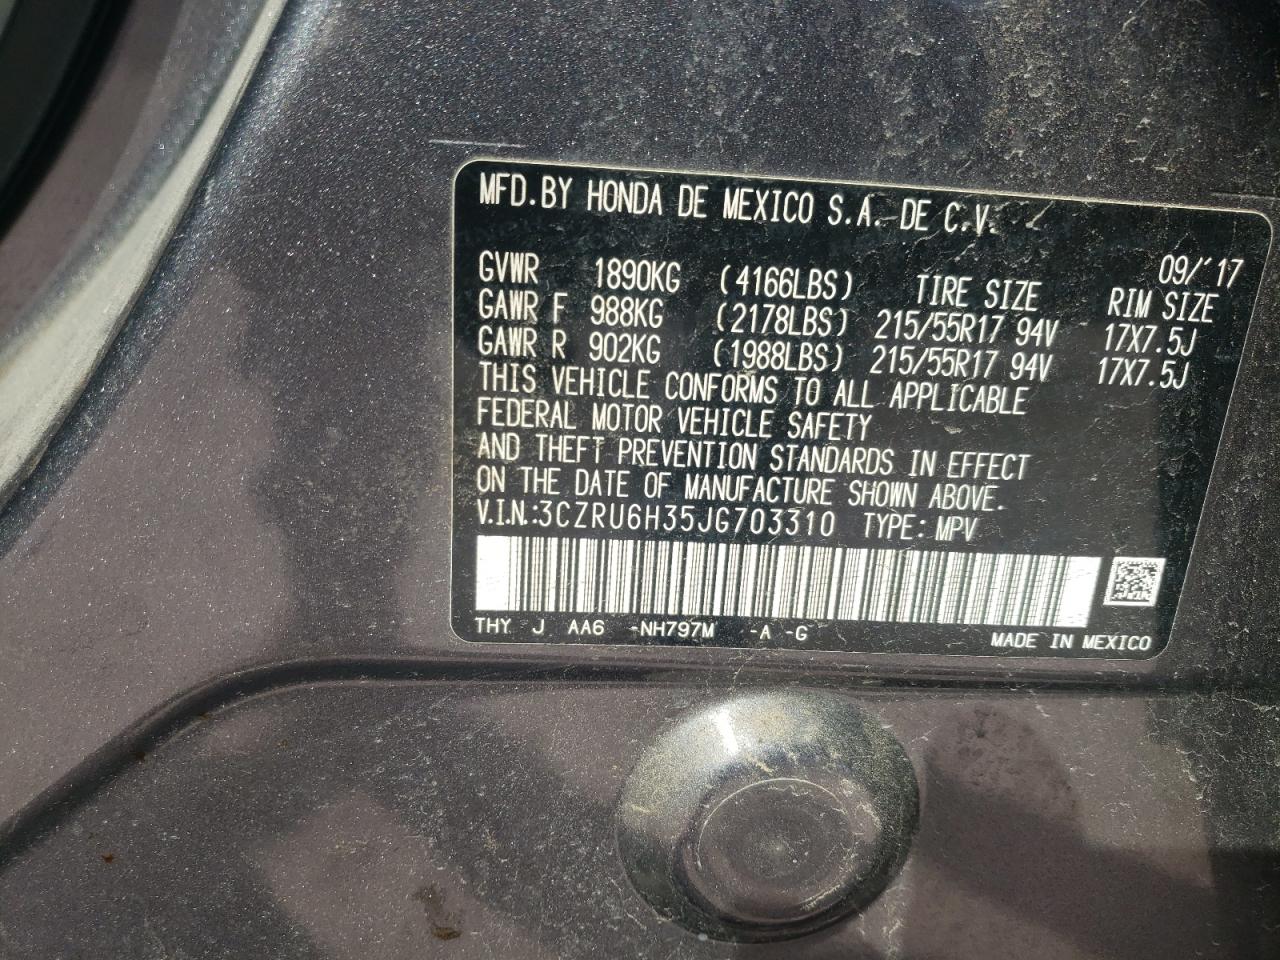 MFD.BY HONDA DE MEXICO S.A. DE C.V.
09/'17
GVWR 1890KG (4166LBS) TIRE SIZE RIM SIZE
GAWR F 988KG (2178LBS) 215/55R17 94V 17X7.5J
GAWR R 902KG (1988LBS) 215/55R17 94V 17X7.5J
THIS VEHICLE CONFORMS TO ALL APPLICABLE
FEDERAL MOTOR VEHICLE SAFETY
AND THEFT PREVENTION STANDARDS IN EFFECT
ON THE DATE OF MANUFACTURE SHOWN ABOVE.
V.I.N.:3CZRU6H35JG703310 TYPE: MPV
THY J AA6 -NH797M -A -G
MADE IN MEXICO